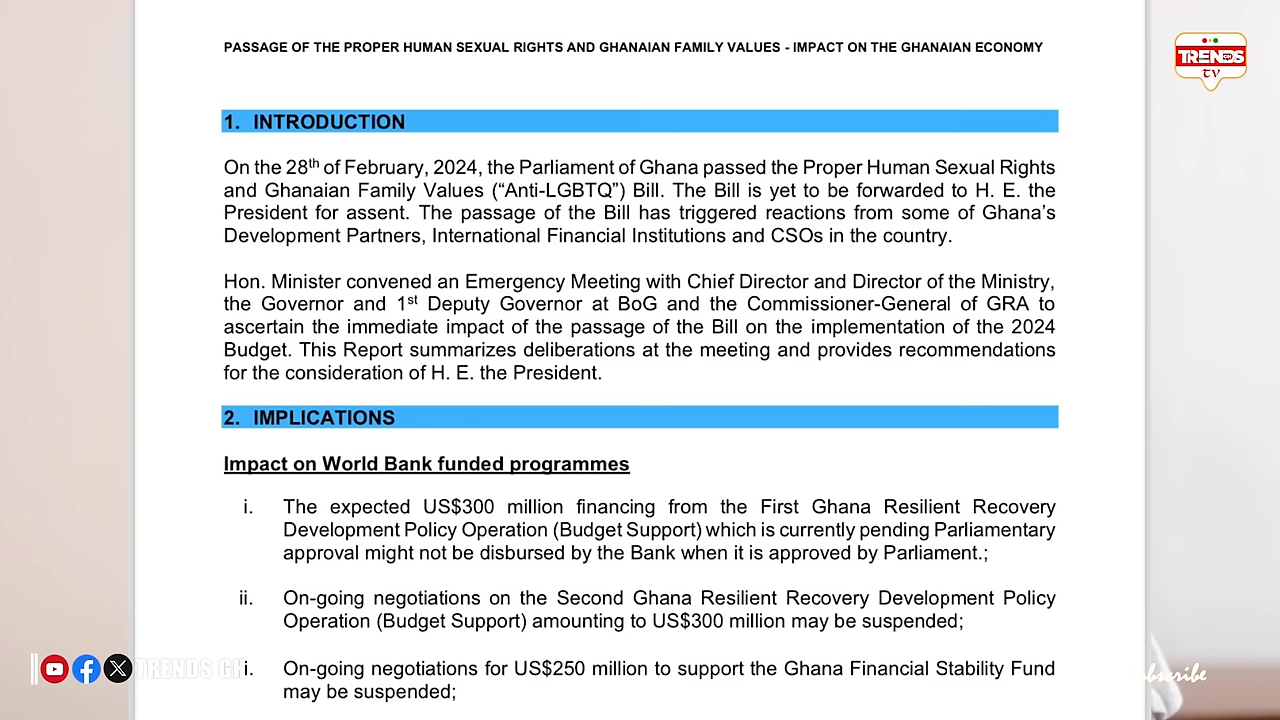 PASSAGE OF THE PROPER HUMAN SEXUAL RIGHTS AND GHANAIAN FAMILY VALUES - IMPACT ON THE GHANAIAN ECONOMY
TRENDS
tv
1. INTRODUCTION
On the 28th of February, 2024, the Parliament of Ghana passed the Proper Human Sexual Rights
and Ghanaian Family Values (“Anti-LGBTQ”) Bill. The Bill is yet to be forwarded to H. E. the
President for assent. The passage of the Bill has triggered reactions from some of Ghana’s
Development Partners, International Financial Institutions and CSOs in the country.
Hon. Minister convened an Emergency Meeting with Chief Director and Director of the Ministry,
the Governor and 1st Deputy Governor at BoG and the Commissioner-General of GRA to
ascertain the immediate impact of the passage of the Bill on the implementation of the 2024
Budget. This Report summarizes deliberations at the meeting and provides recommendations
for the consideration of H. E. the President.
2. IMPLICATIONS
Impact on World Bank funded programmes
i. The expected US$300 million financing from the First Ghana Resilient Recovery
Development Policy Operation (Budget Support) which is currently pending Parliamentary
approval might not be disbursed by the Bank when it is approved by Parliament.;
ii. On-going negotiations on the Second Ghana Resilient Recovery Development Policy
Operation (Budget Support) amounting to US$300 million may be suspended;
i. On-going negotiations for US$250 million to support the Ghana Financial Stability Fund
may be suspended;
TRENDS GH